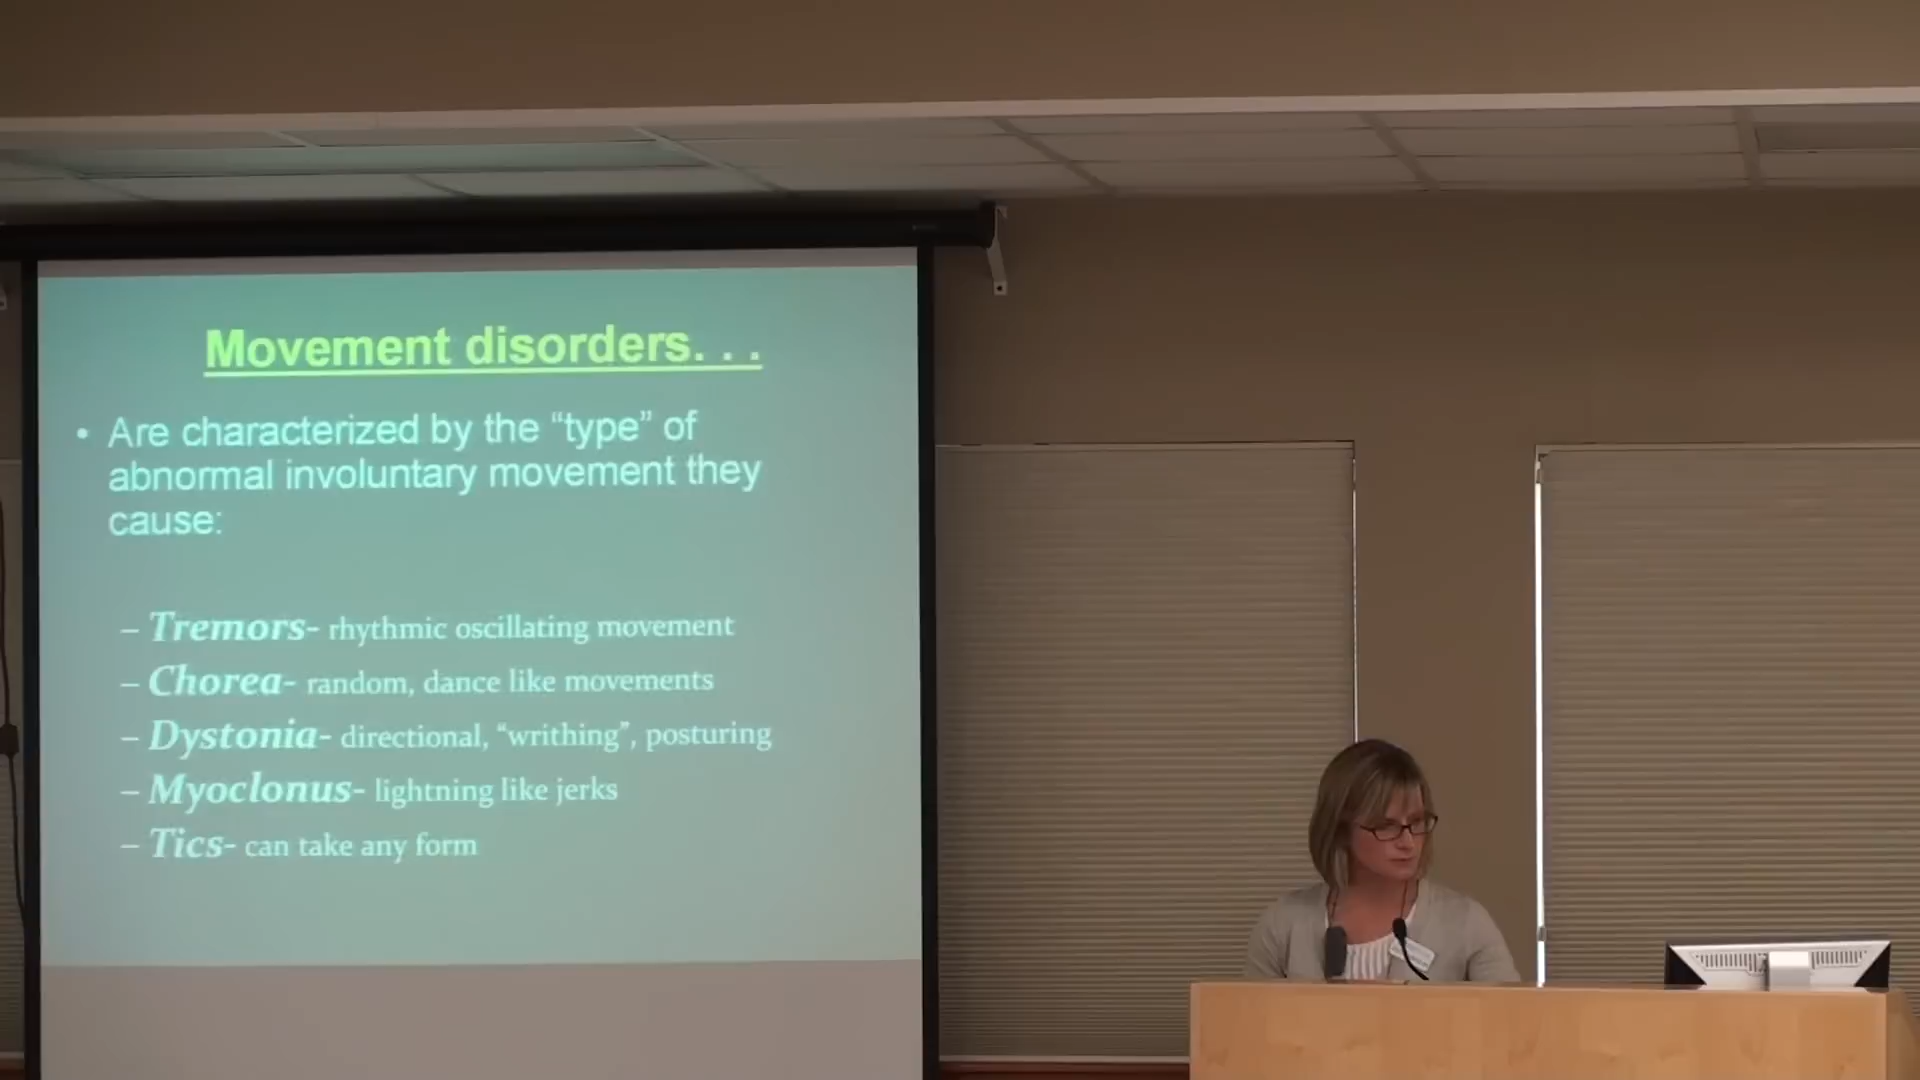 Movement disorders. . .
• Are characterized by the “type” of
abnormal involuntary movement they
cause:
– Tremors- rhythmic oscillating movement
– Chorea- random, dance like movements
– Dystonia- directional, “writhing”, posturing
– Myoclonus- lightning like jerks
– Tics- can take any form